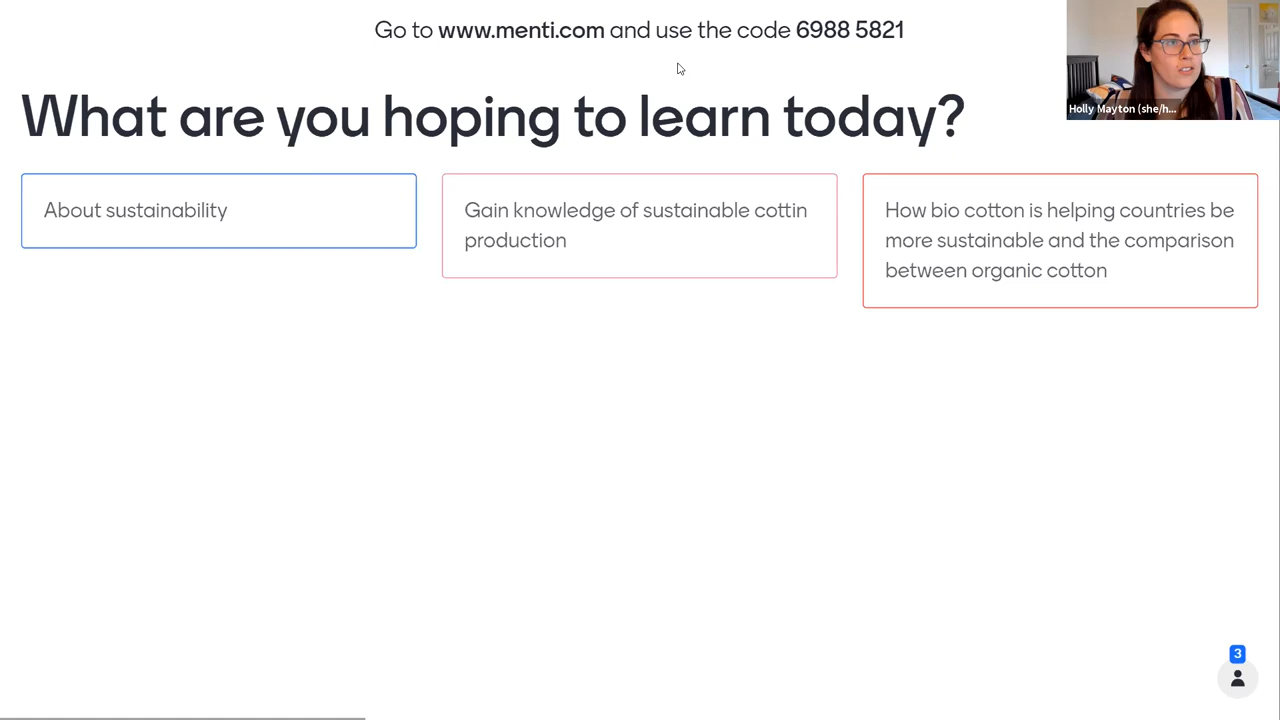 Go to www.menti.com and use the code 6988 5821
Holly Mayton (she/h...
What are you hoping to learn today?
About sustainability
Gain knowledge of sustainable cottin
production
How bio cotton is helping countries be
more sustainable and the comparison
between organic cotton
3